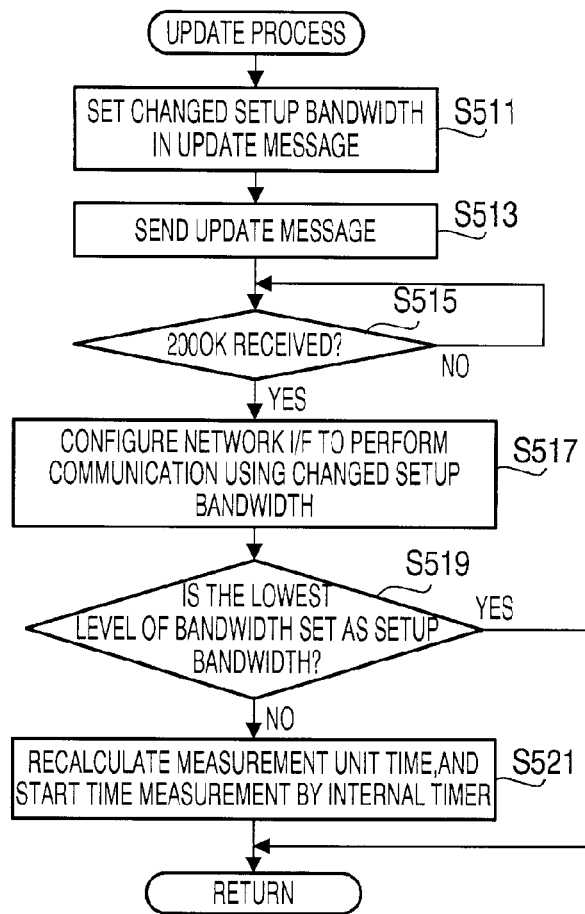 UPDATE PROCESS
SET CHANGED SETUP BANDWIDTH
IN UPDATE MESSAGE
S511
SEND UPDATE MESSAGE
S513
200OK RECEIVED?
S515
NO
YES
CONFIGURE NETWORK I/F TO PERFORM
COMMUNICATION USING CHANGED SETUP
BANDWIDTH
S517
IS THE LOWEST
LEVEL OF BANDWIDTH SET AS SETUP
BANDWIDTH?
S519
YES
NO
RECALCULATE MEASUREMENT UNIT TIME,AND
START TIME MEASUREMENT BY INTERNAL TIMER
S521
RETURN